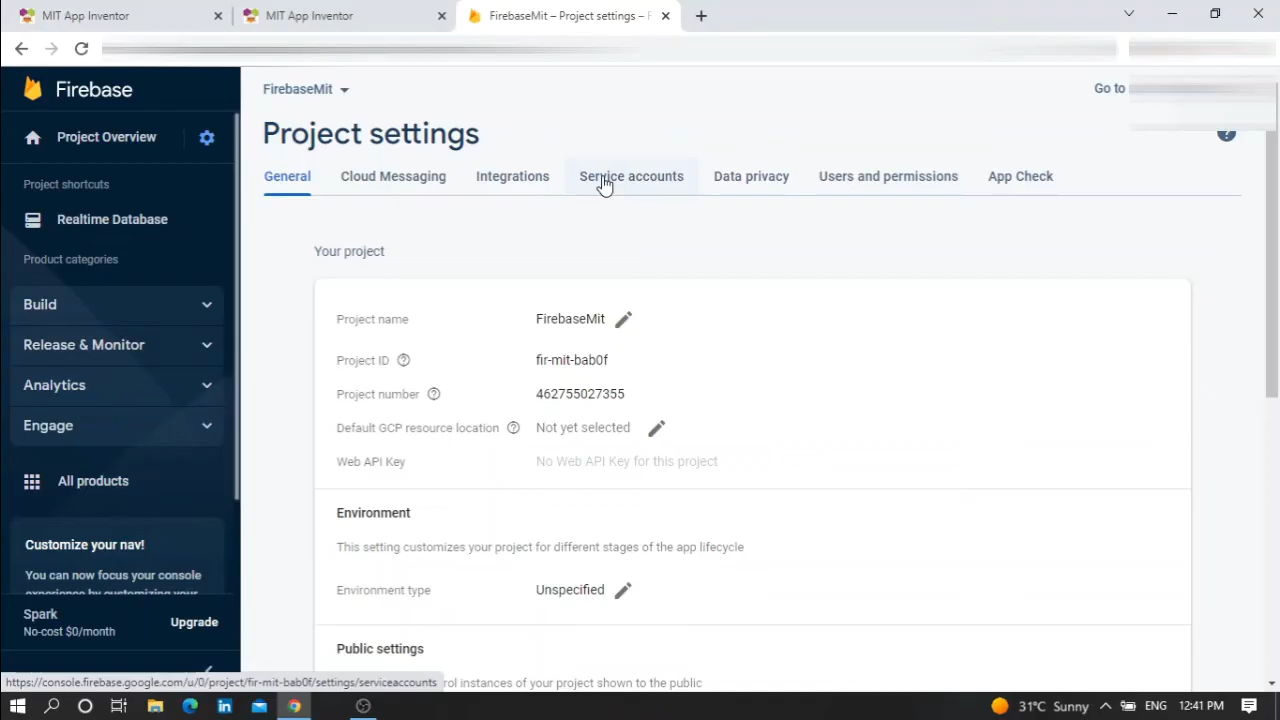 MIT App Inventor
MIT App Inventor
FirebaseMit – Project settings – F
Firebase
FirebaseMit
Go to
Project Overview
Project settings
General
Cloud Messaging
Integrations
Service accounts
Data privacy
Users and permissions
App Check
Project shortcuts
Realtime Database
Product categories
Build
Release & Monitor
Analytics
Engage
All products
Customize your nav!
You can now focus your console
experience by customizing your
Spark
No-cost $0/month
Upgrade
Your project
Project name
FirebaseMit
Project ID
fir-mit-bab0f
Project number
462755027355
Default GCP resource location
Not yet selected
Web API Key
No Web API Key for this project
Environment
This setting customizes your project for different stages of the app lifecycle
Environment type
Unspecified
Public settings
https://console.firebase.google.com/u/0/project/fir-mit-bab0f/settings/serviceaccounts
rol instances of your project shown to the public
31°C Sunny
ENG
12:41 PM